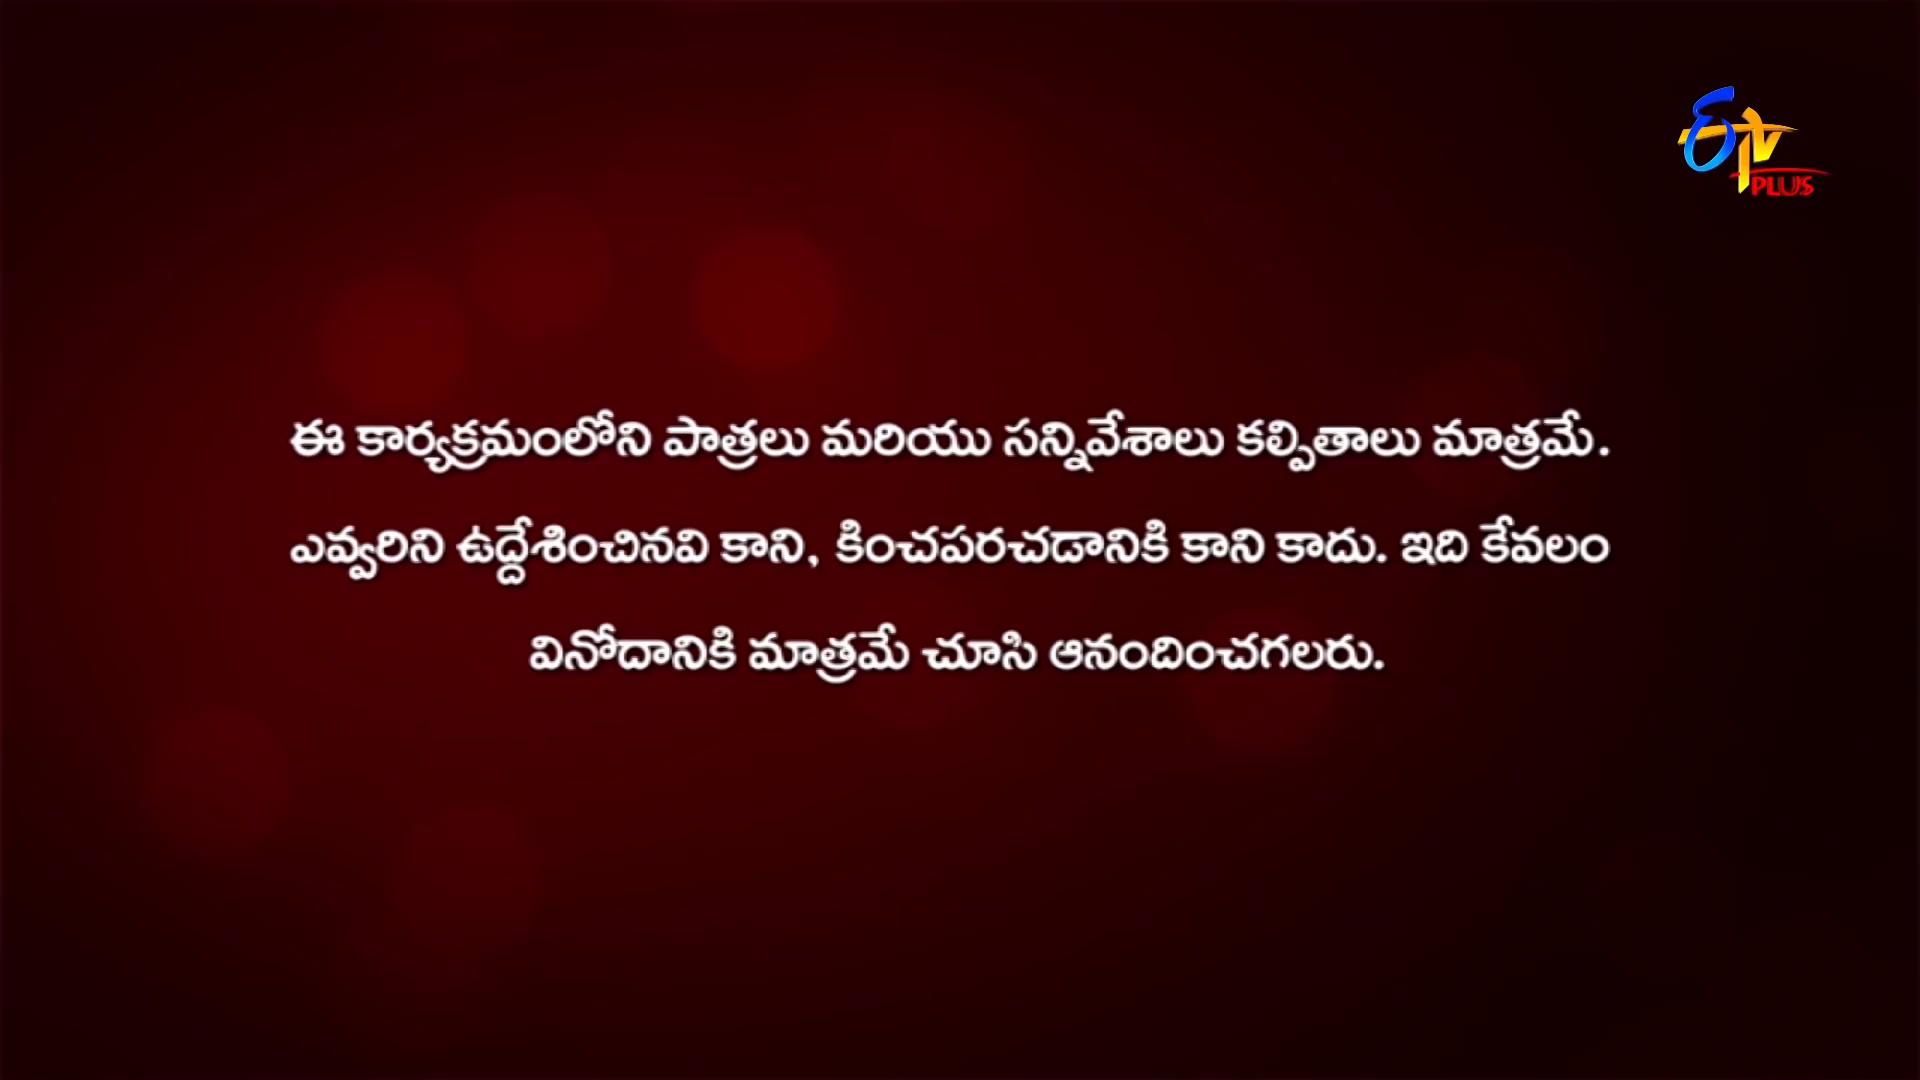 ETV
PLUS
ఈ కార్యక్రమంలోని పాత్రలు మరియు సన్నివేశాలు కల్పితాలు మాత్రమే.
ఎవ్వరిని ఉద్దేశించినవి కాని, కించపరచడానికి కాని కాదు. ఇది కేవలం
వినోదానికి మాత్రమే చూసి ఆనందించగలరు.